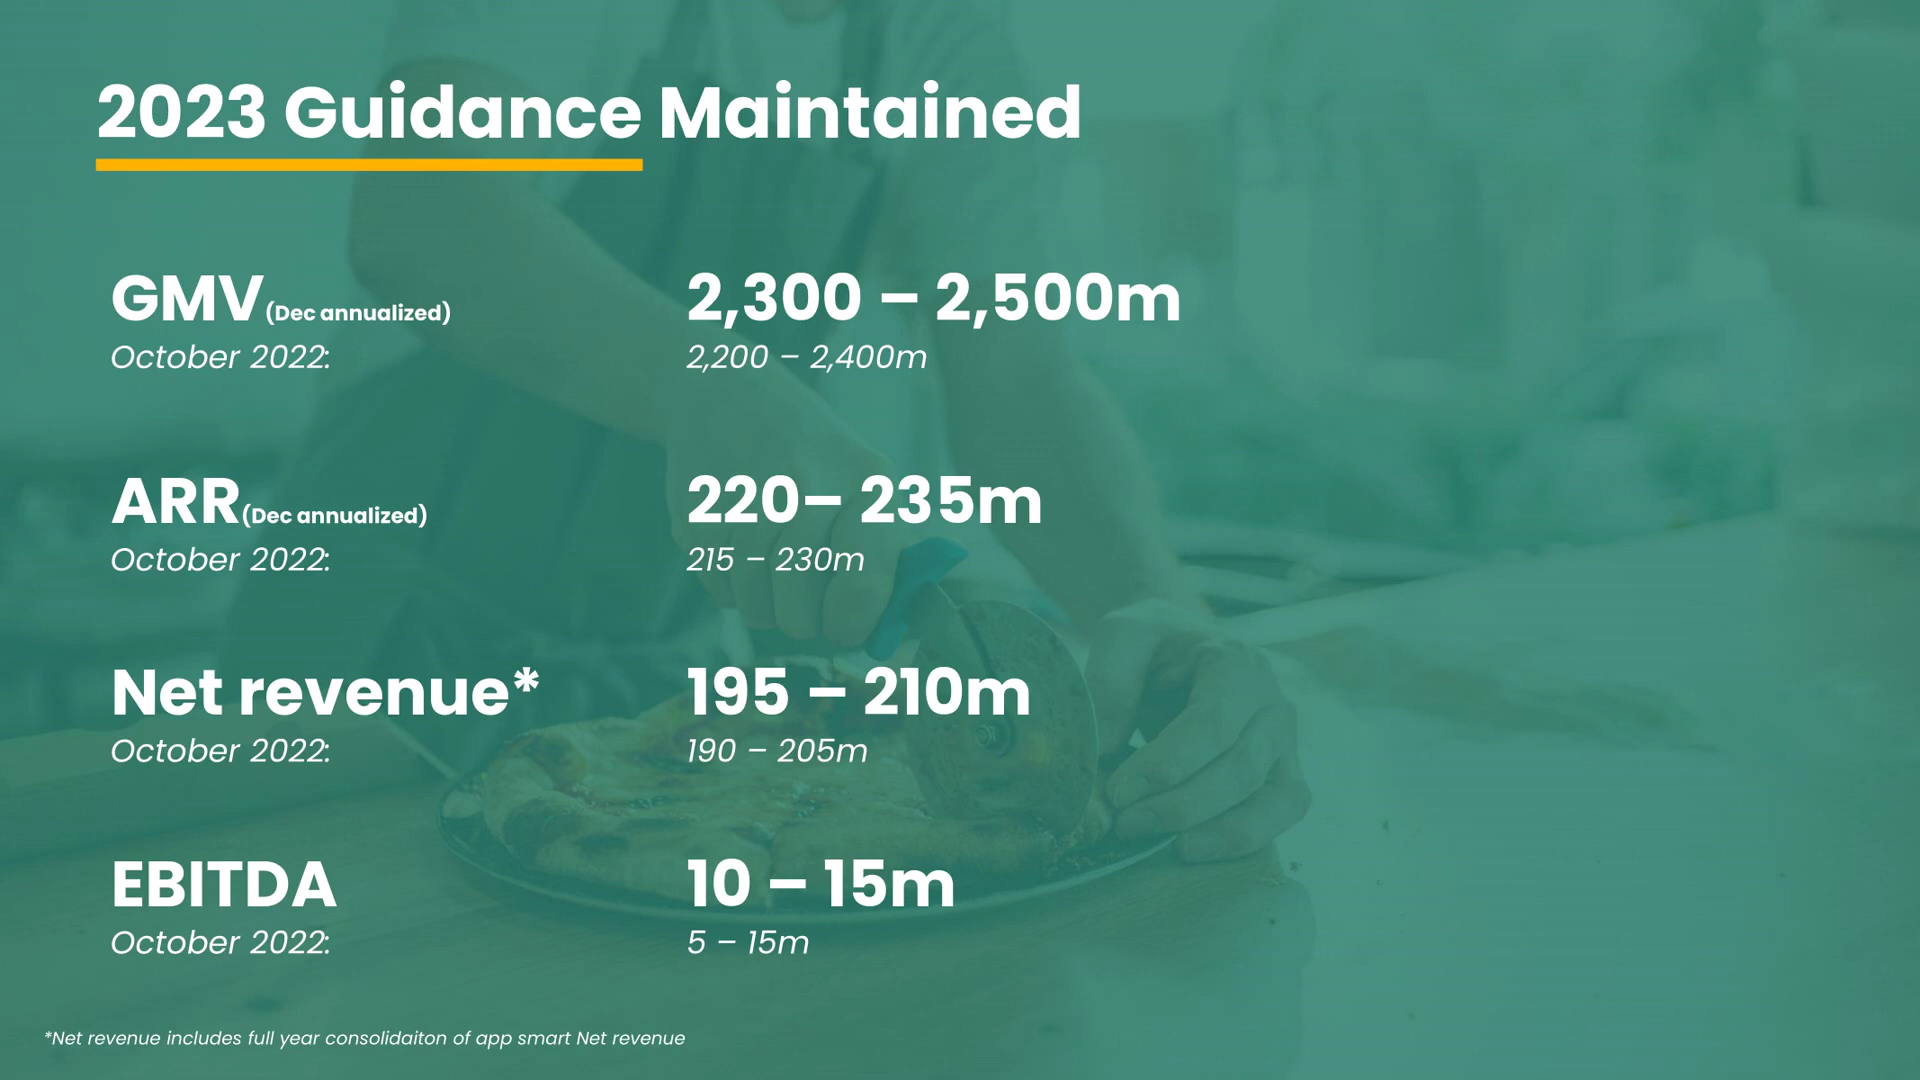 2023 Guidance Maintained
GMV(Dec annualized) 2,300 – 2,500m
October 2022: 2,200 – 2,400m
ARR(Dec annualized) 220– 235m
October 2022: 215 – 230m
Net revenue* 195 – 210m
October 2022: 190 – 205m
EBITDA 10 – 15m
October 2022: 5 – 15m
*Net revenue includes full year consolidaiton of app smart Net revenue